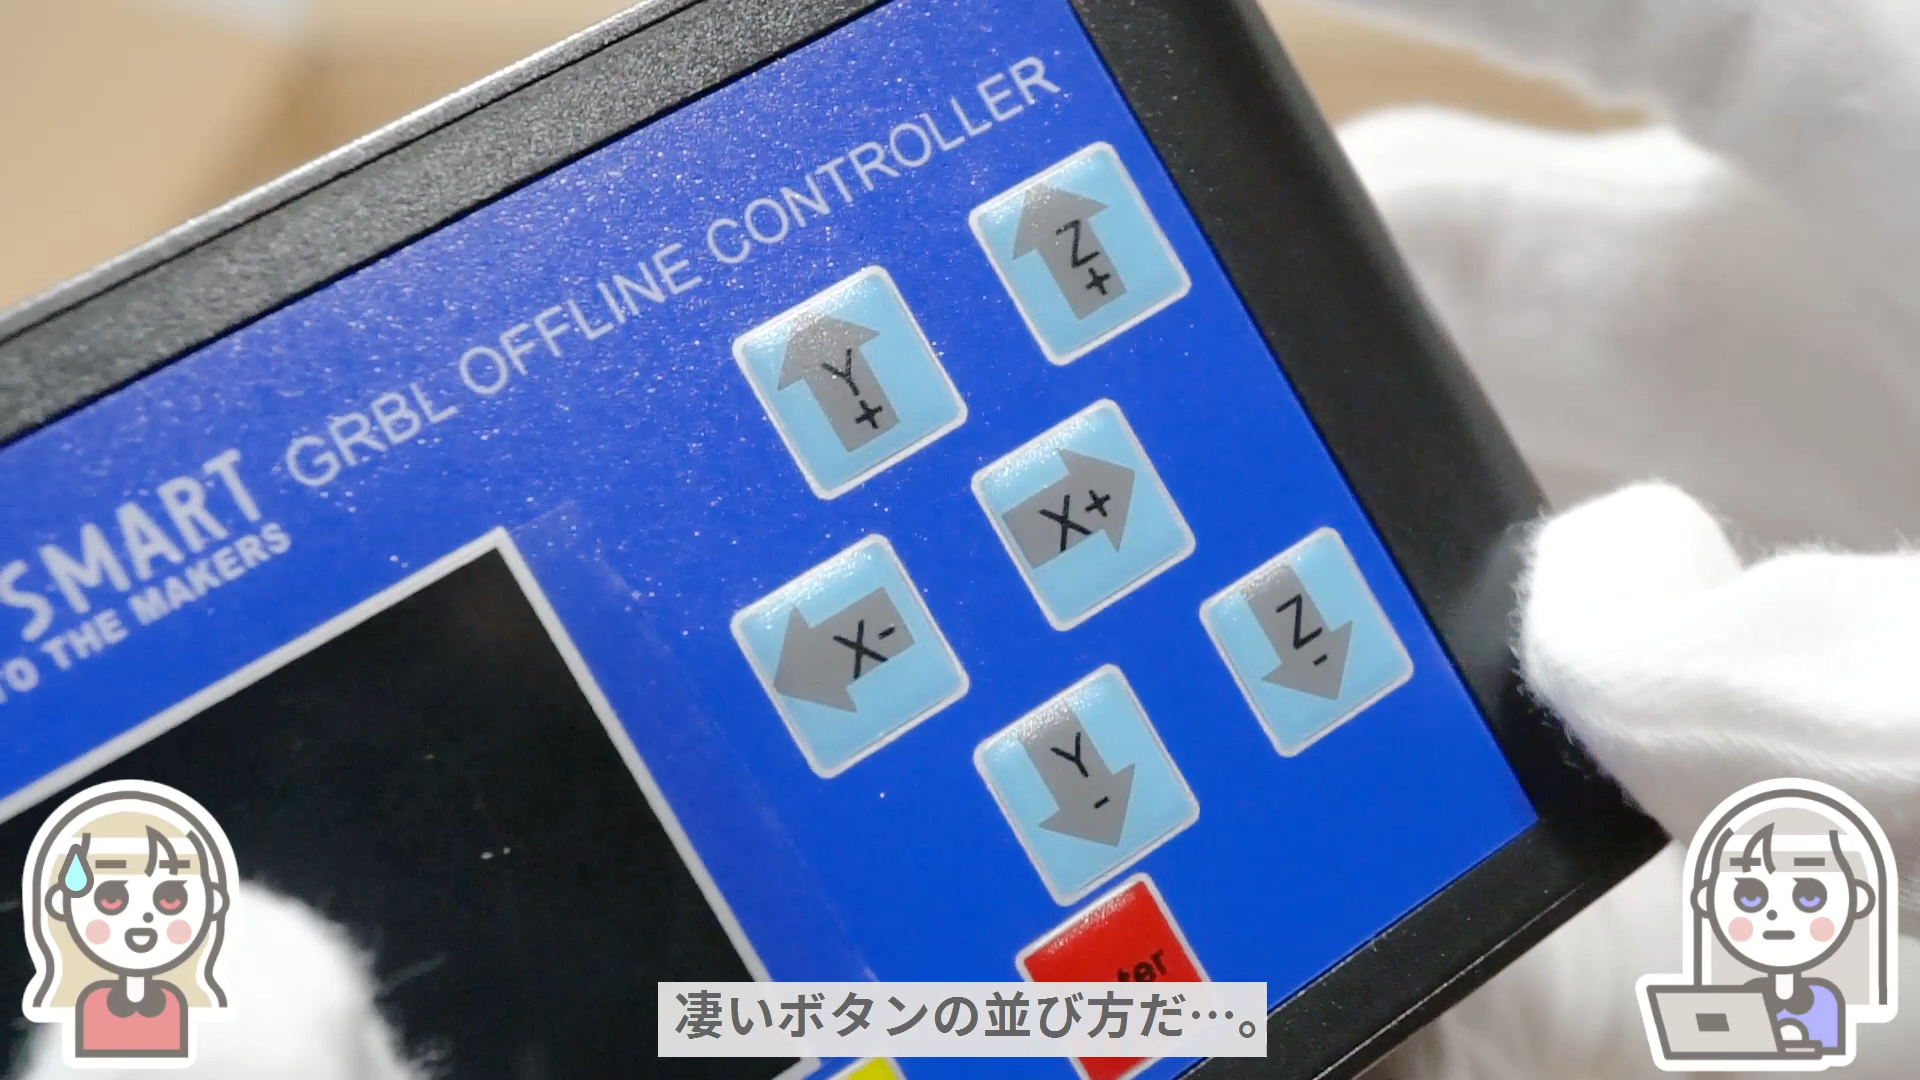 GRBL OFFLINE CONTROLLER
SMART
TO THE MAKERS
Z+
Y+
X+
X-
Z-
Y-
凄いボタンの並び方だ…。